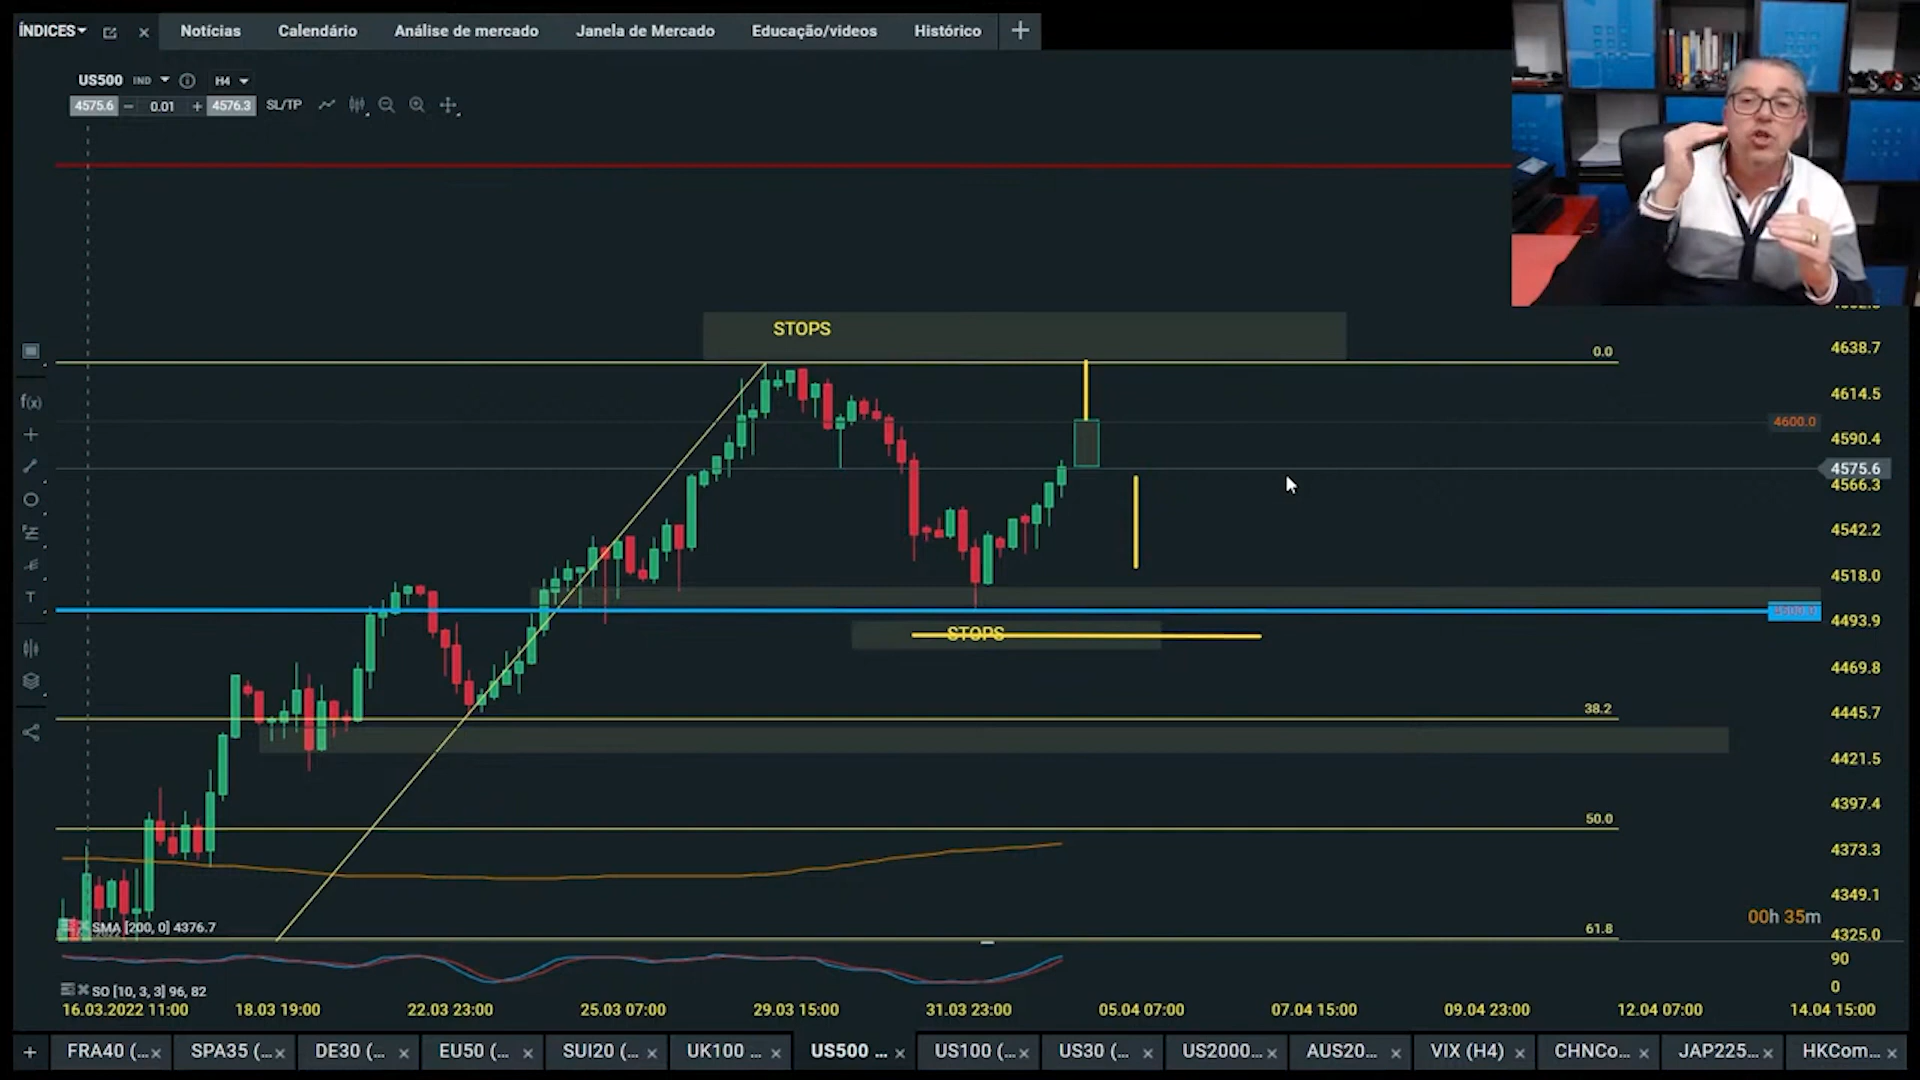 ÍNDICES
Notícias
Calendário
Análise de mercado
Janela de Mercado
Educação/videos
Histórico
US500 IND H4
4575.6 − 0.01 + 4576.3 SL/TP
STOPS
0.0
4638.7
4614.5
4600.0
4590.4
4575.6
4566.3
4542.2
4518.0
4493.9
STOPS
4469.8
38.2
4445.7
4421.5
f(x)
T
50.0
4397.4
4373.3
4349.1
00h 35m
SMA [200, 0] 4376.7
61.8
4325.0
90
0
SO [10, 3, 3] 96, 82
16.03.2022 11:00 18.03 19:00 22.03 23:00 25.03 07:00 29.03 15:00 31.03 23:00 05.04 07:00 07.04 15:00 09.04 23:00 12.04 07:00 14.04 15:00
+ FRA40 (... SPA35 (... DE30 (... EU50 (... SUI20 (... UK100 ... US500 ... US100 (... US30 (... US2000... AUS20... VIX (H4) CHNCo... JAP225... HKCom...